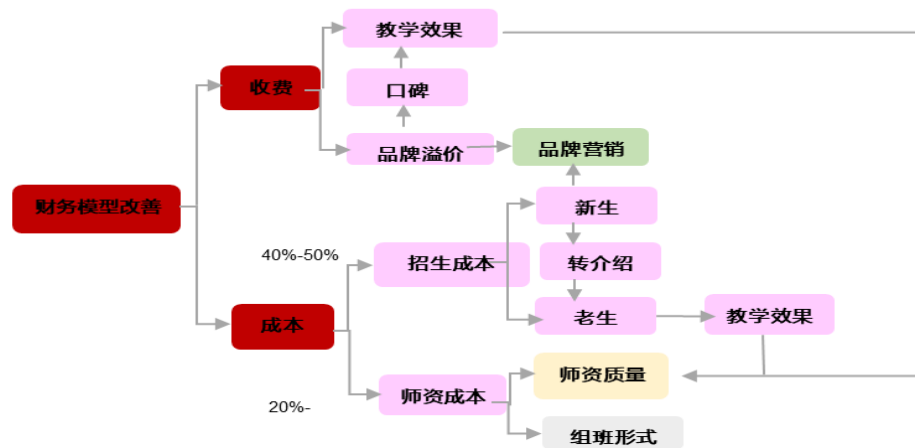 教学效果
收费
口碑
品牌溢价
品牌营销
财务模型改善
新生
40%-50%
招生成本
转介绍
成本
老生
教学效果
师资质量
师资成本
20%-
组班形式